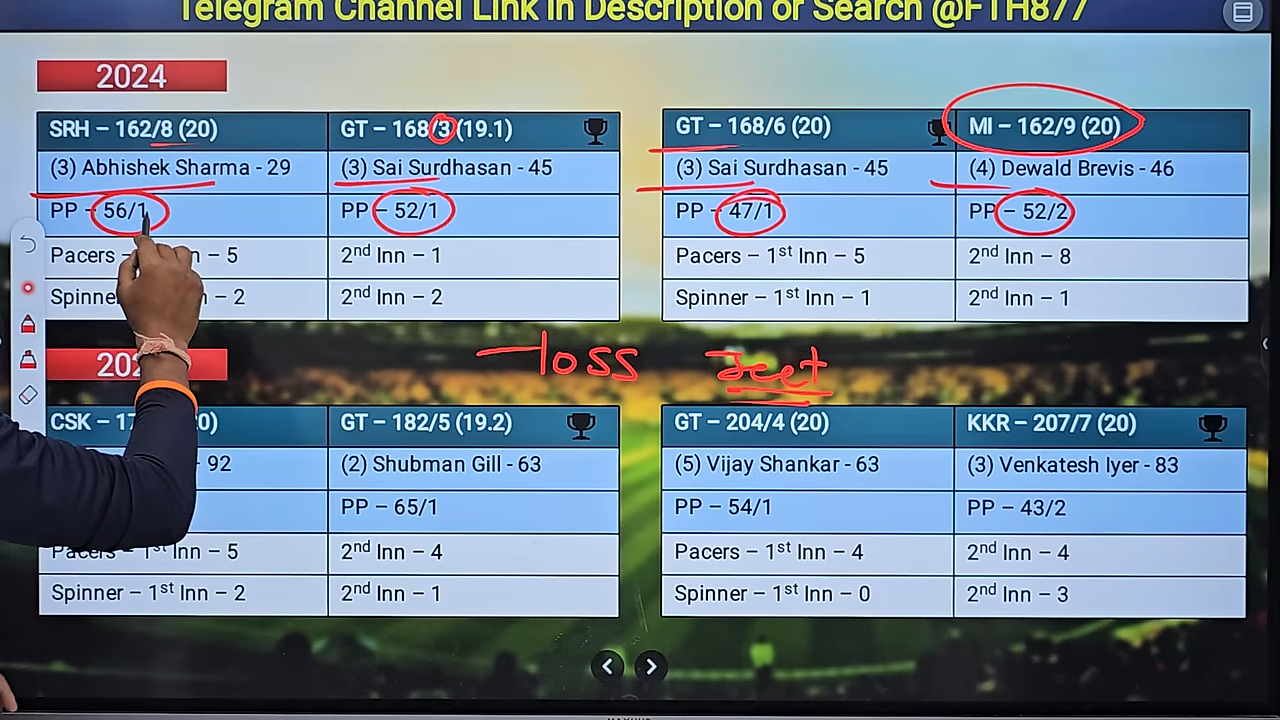 Telegram Channel Link in Description or Search @FTH877
2024
SRH – 162/8 (20) GT – 168/3 (19.1)
(3) Abhishek Sharma - 29 (3) Sai Surdhasan - 45
PP – 56/1 PP – 52/1
Pacers – n – 5 2nd Inn – 1
Spinne n – 2 2nd Inn – 2
GT – 168/6 (20) MI – 162/9 (20)
(3) Sai Surdhasan - 45 (4) Dewald Brevis - 46
PP – 47/1 PP – 52/2
Pacers – 1st Inn – 5 2nd Inn – 8
Spinner – 1st Inn – 1 2nd Inn – 1
Toss Jeet
202
CSK – 17 0) GT – 182/5 (19.2)
- 92 (2) Shubman Gill - 63
PP – 65/1
Pacers – 1st Inn – 5 2nd Inn – 4
Spinner – 1st Inn – 2 2nd Inn – 1
GT – 204/4 (20) KKR – 207/7 (20)
(5) Vijay Shankar - 63 (3) Venkatesh Iyer - 83
PP – 54/1 PP – 43/2
Pacers – 1st Inn – 4 2nd Inn – 4
Spinner – 1st Inn – 0 2nd Inn – 3